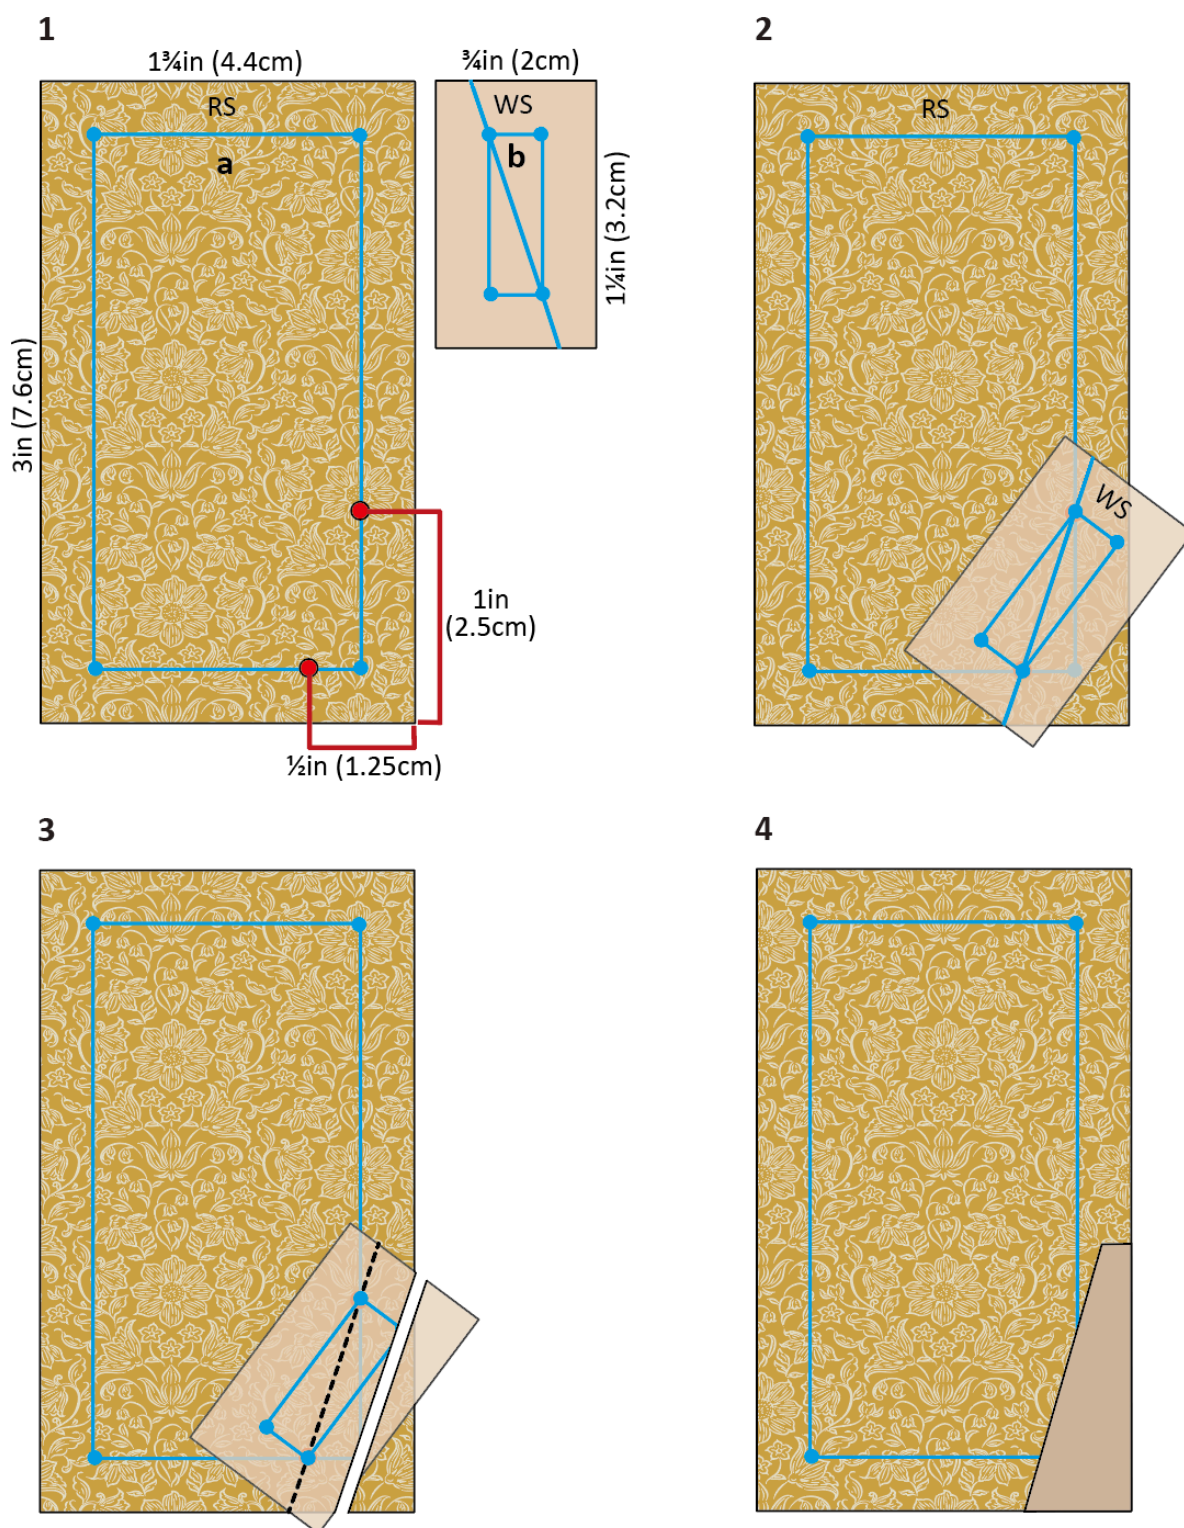 1
1¾in (4.4cm)
RS
a
3in (7.6cm)
¾in (2cm)
WS
b
1¼in (3.2cm)
1in
(2.5cm)
½in (1.25cm)
2
RS
WS
3
4